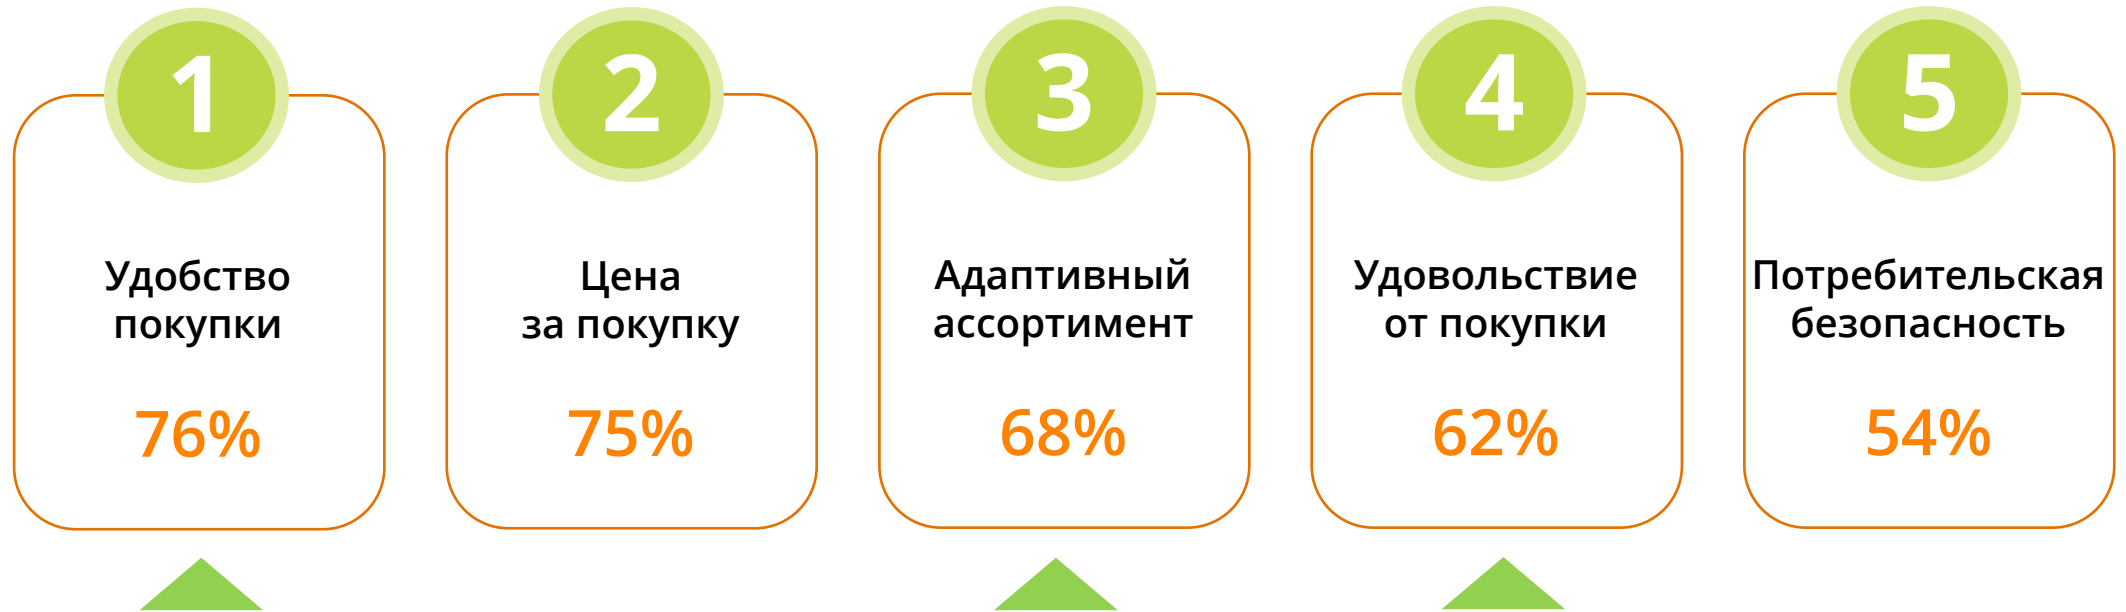 1
Удобство
покупки
76%
2
Цена
за покупку
75%
3
Адаптивный
ассортимент
68%
4
Удовольствие
от покупки
62%
5
Потребительская
безопасность
54%